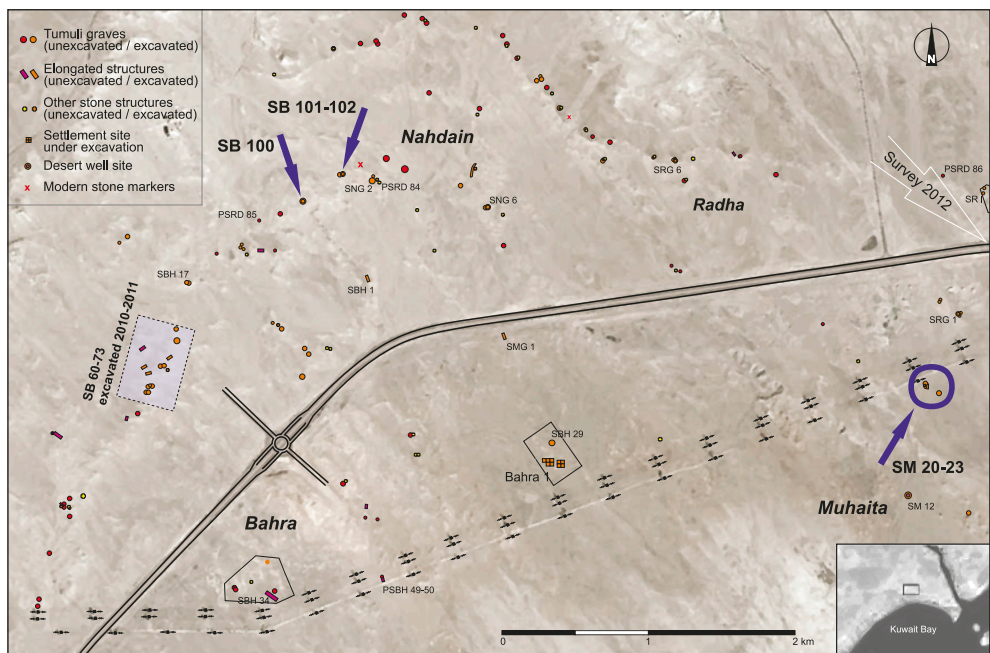 Tumuli graves
(unexcavated / excavated)
Elongated structures
(unexcavated / excavated)
Other stone structures
(unexcavated / excavated)
Settlement site
under excavation
Desert well site
x Modern stone markers
N
SB 101-102
SB 100
Nahdain
SNG 2
PSRD 84
PSRD 85
SNG 6
SRG 6
Radha
Survey 2012
PSRD 86
SR
SBH 17
SBH 1
SB 60-73
excavated 2010-2011
SMG 1
SRG 1
SBH 29
Bahra 1
SM 20-23
Muhaita
SM 12
Bahra
SBH 34
PSBH 49-50
0
1
2 km
Kuwait Bay